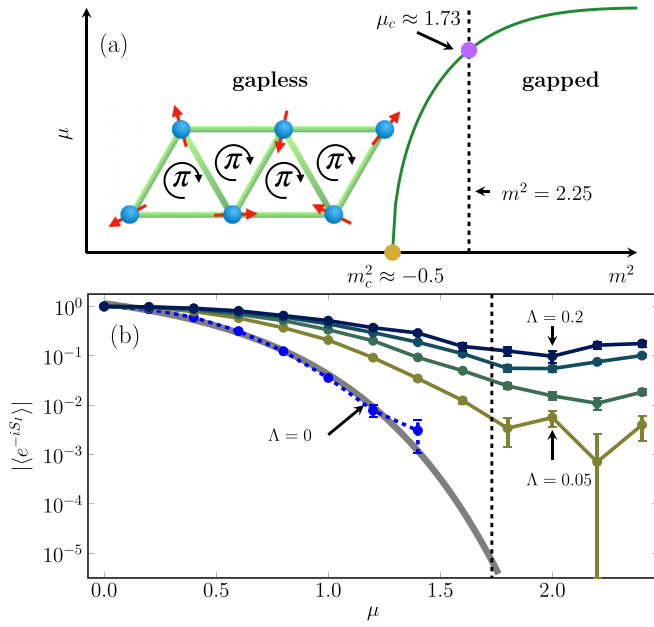 (a)
μ_c ≈ 1.73
gapless
gapped
μ
π π π π
m² = 2.25
m_c² ≈ −0.5
m²
(b)
10⁰
10⁻¹
10⁻²
10⁻³
10⁻⁴
10⁻⁵
|⟨e^{−iS_I}⟩|
Λ = 0.2
Λ = 0
Λ = 0.05
0.0 0.5 1.0 1.5 2.0
μ